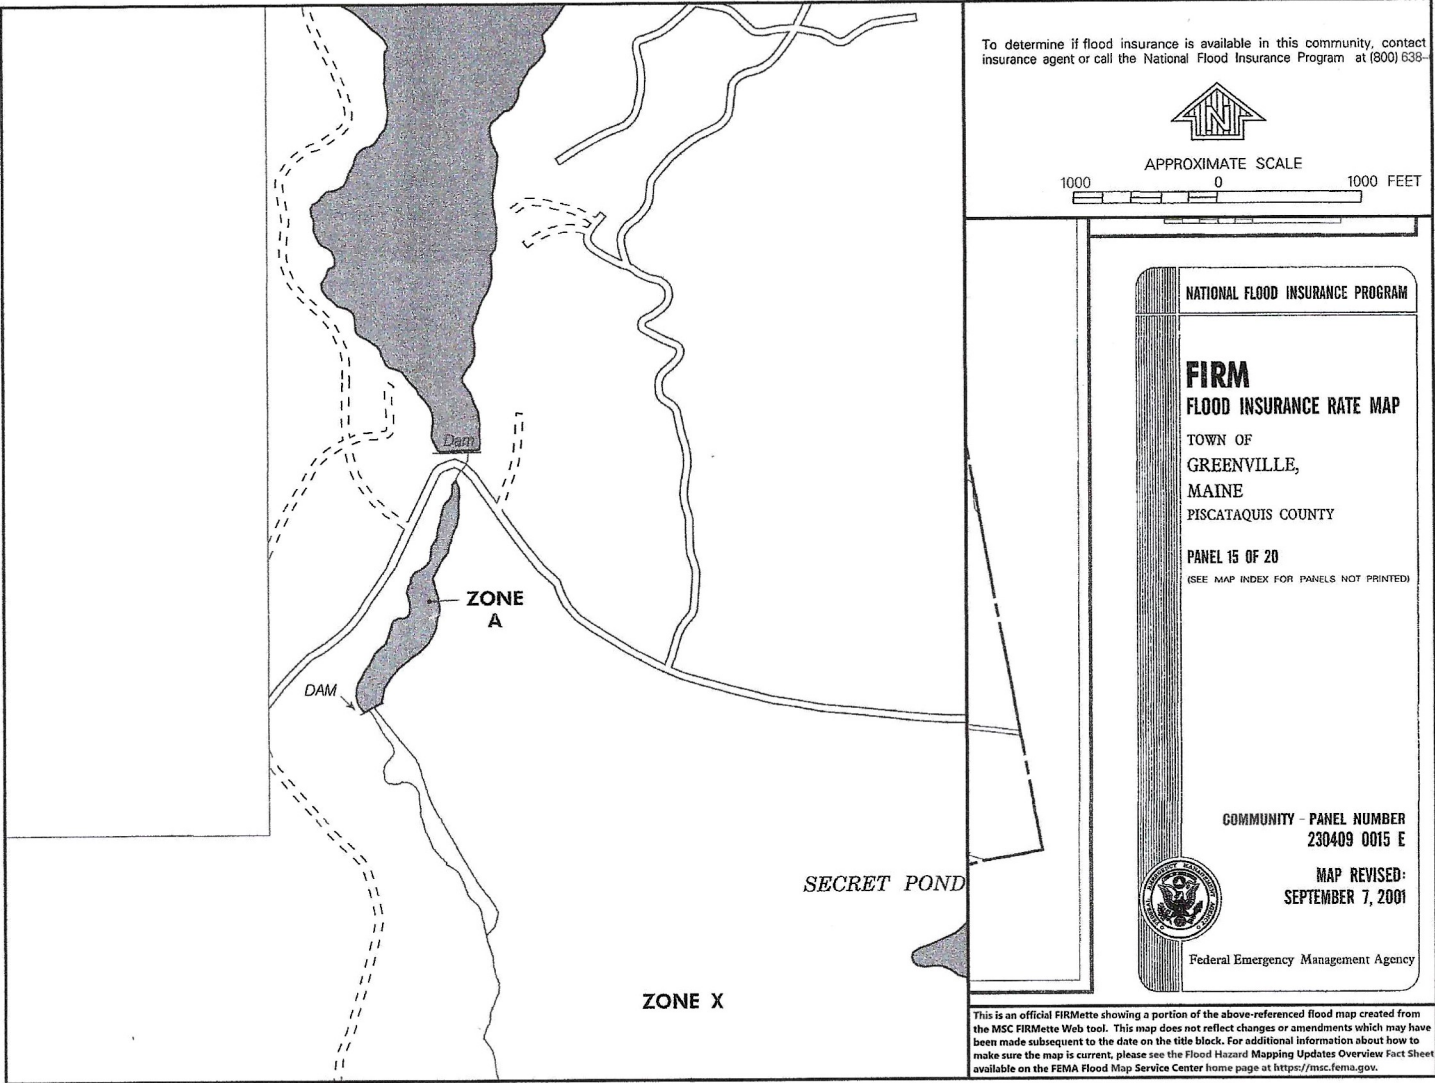 To determine if flood insurance is available in this community, contact
insurance agent or call the National Flood Insurance Program at (800) 638-
N
APPROXIMATE SCALE
1000 0 1000 FEET
NATIONAL FLOOD INSURANCE PROGRAM
FIRM
FLOOD INSURANCE RATE MAP
TOWN OF
GREENVILLE,
MAINE
PISCATAQUIS COUNTY
PANEL 15 OF 20
(SEE MAP INDEX FOR PANELS NOT PRINTED)
COMMUNITY - PANEL NUMBER
230409 0015 E
MAP REVISED:
SEPTEMBER 7, 2001
Federal Emergency Management Agency
This is an official FIRMette showing a portion of the above-referenced flood map created from
the MSC FIRMette Web tool. This map does not reflect changes or amendments which may have
been made subsequent to the date on the title block. For additional information about how to
make sure the map is current, please see the Flood Hazard Mapping Updates Overview Fact Sheet
available on the FEMA Flood Map Service Center home page at https://msc.fema.gov.
Dam
ZONE
A
DAM
SECRET POND
ZONE X